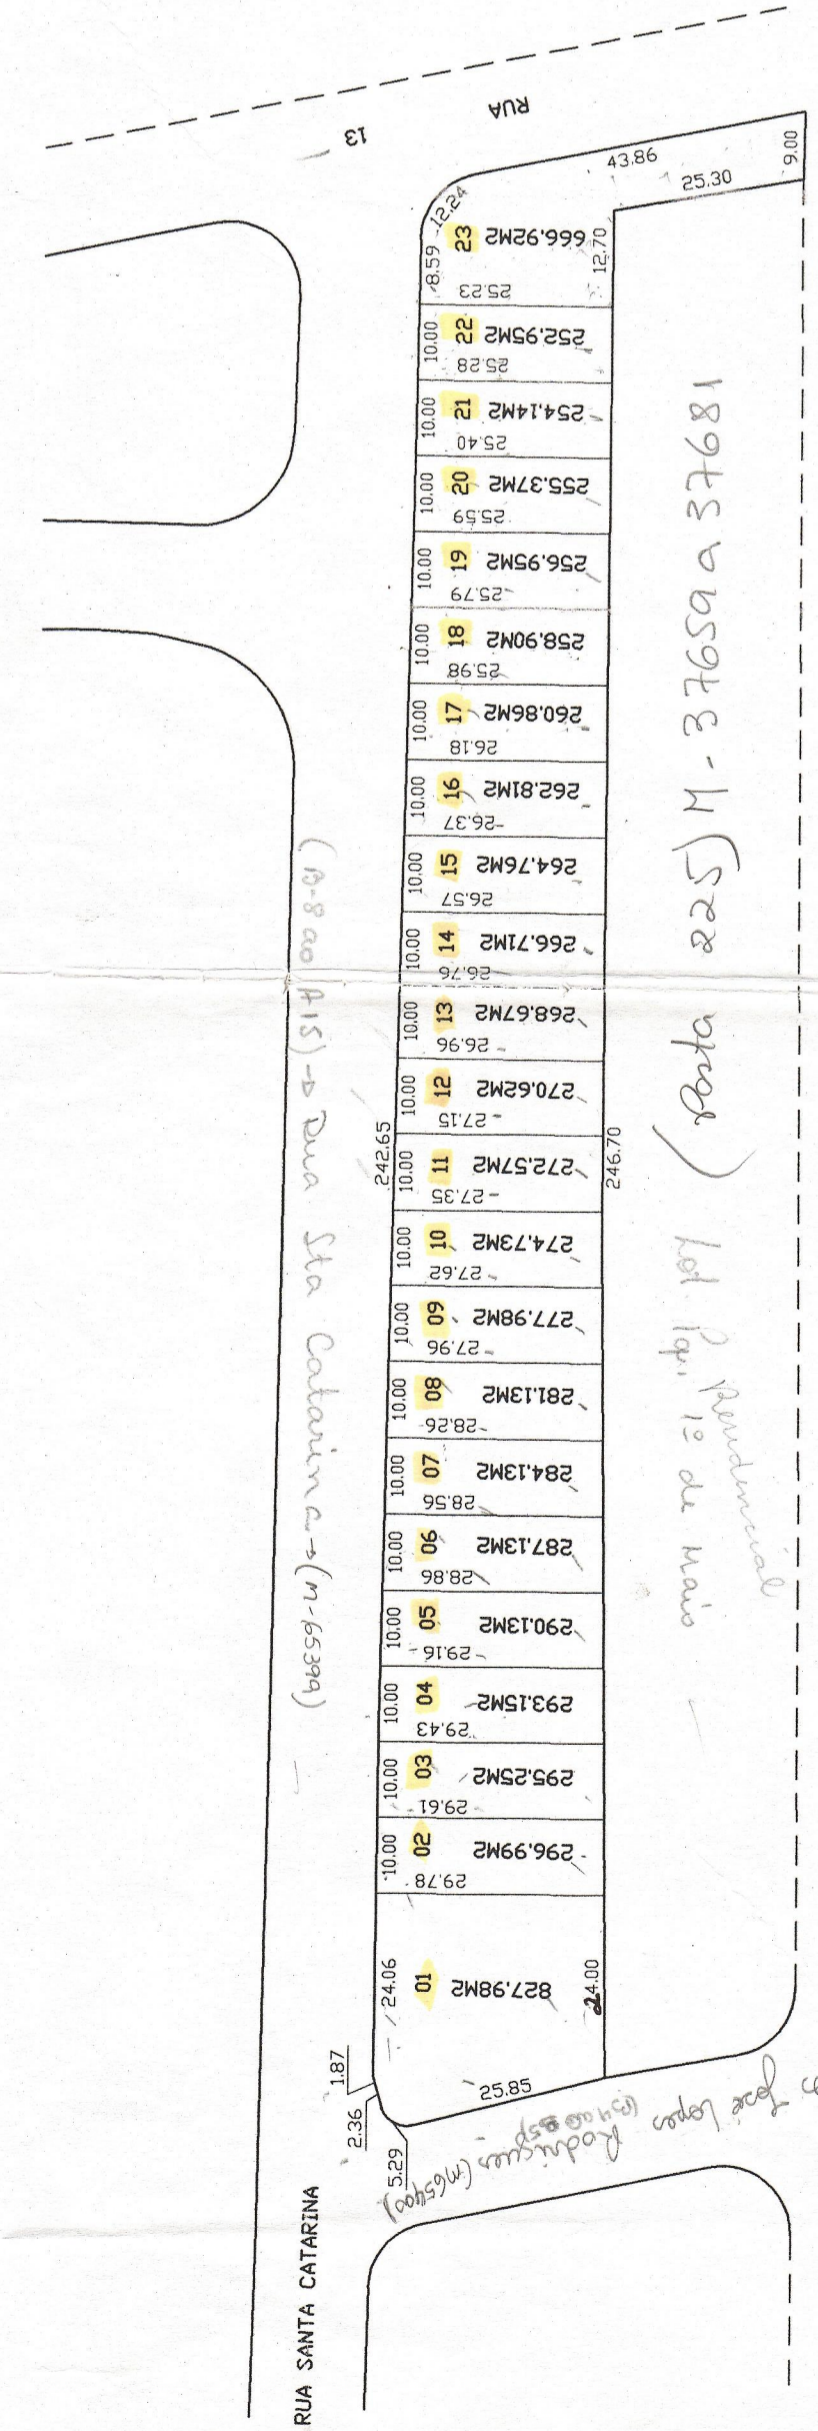 RUA SANTA CATARINA
RUA
13
1.87
2.36
5.29
25.85
24.06
01
827.98M2
24.00
10.00
02
29.78
296.99M2
10.00
03
29.61
295.25M2
10.00
04
29.43
293.15M2
10.00
05
29.16
290.13M2
10.00
06
28.86
287.13M2
10.00
07
28.56
284.13M2
10.00
08
28.26
281.13M2
10.00
09
27.96
277.98M2
10.00
10
27.62
274.73M2
242.65
10.00
11
27.35
272.57M2
246.70
10.00
12
27.15
270.62M2
10.00
13
26.96
268.67M2
10.00
14
26.76
266.71M2
10.00
15
26.57
264.76M2
10.00
16
26.37
262.81M2
10.00
17
26.18
260.86M2
10.00
18
25.98
258.90M2
10.00
19
25.79
256.95M2
10.00
20
25.59
255.37M2
10.00
21
25.40
254.14M2
10.00
22
25.28
252.95M2
8.59
12.24
23
25.23
666.92M2
12.70
43.86
25.30
9.00
(B-8 ao A15) → Rua Sta Catarina → (M-65399)
José Lopes
Rodrigues (M65400)
Lot. Pq. Residencial
1º de Maio
(Pasta 225) M - 37659 a 37681